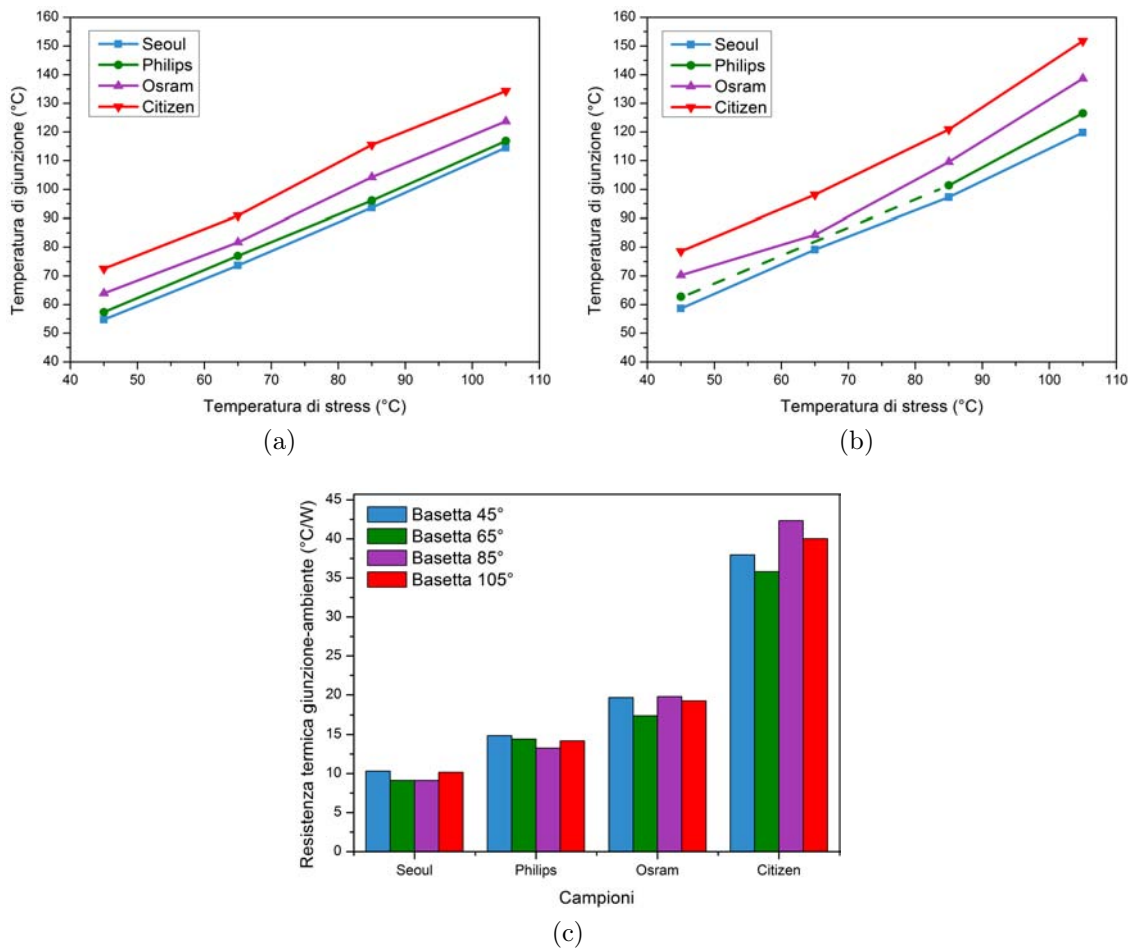 160
150
140
130
120
110
100
90
80
70
60
50
40
Temperatura di giunzione (°C)
Seoul
Philips
Osram
Citizen
40 50 60 70 80 90 100 110
Temperatura di stress (°C)
(a)
160
150
140
130
120
110
100
90
80
70
60
50
40
Temperatura di giunzione (°C)
Seoul
Philips
Osram
Citizen
40 50 60 70 80 90 100 110
Temperatura di stress (°C)
(b)
45
40
35
30
25
20
15
10
5
0
Resistenza termica giunzione-ambiente (°C/W)
Basetta 45°
Basetta 65°
Basetta 85°
Basetta 105°
Seoul Philips Osram Citizen
Campioni
(c)